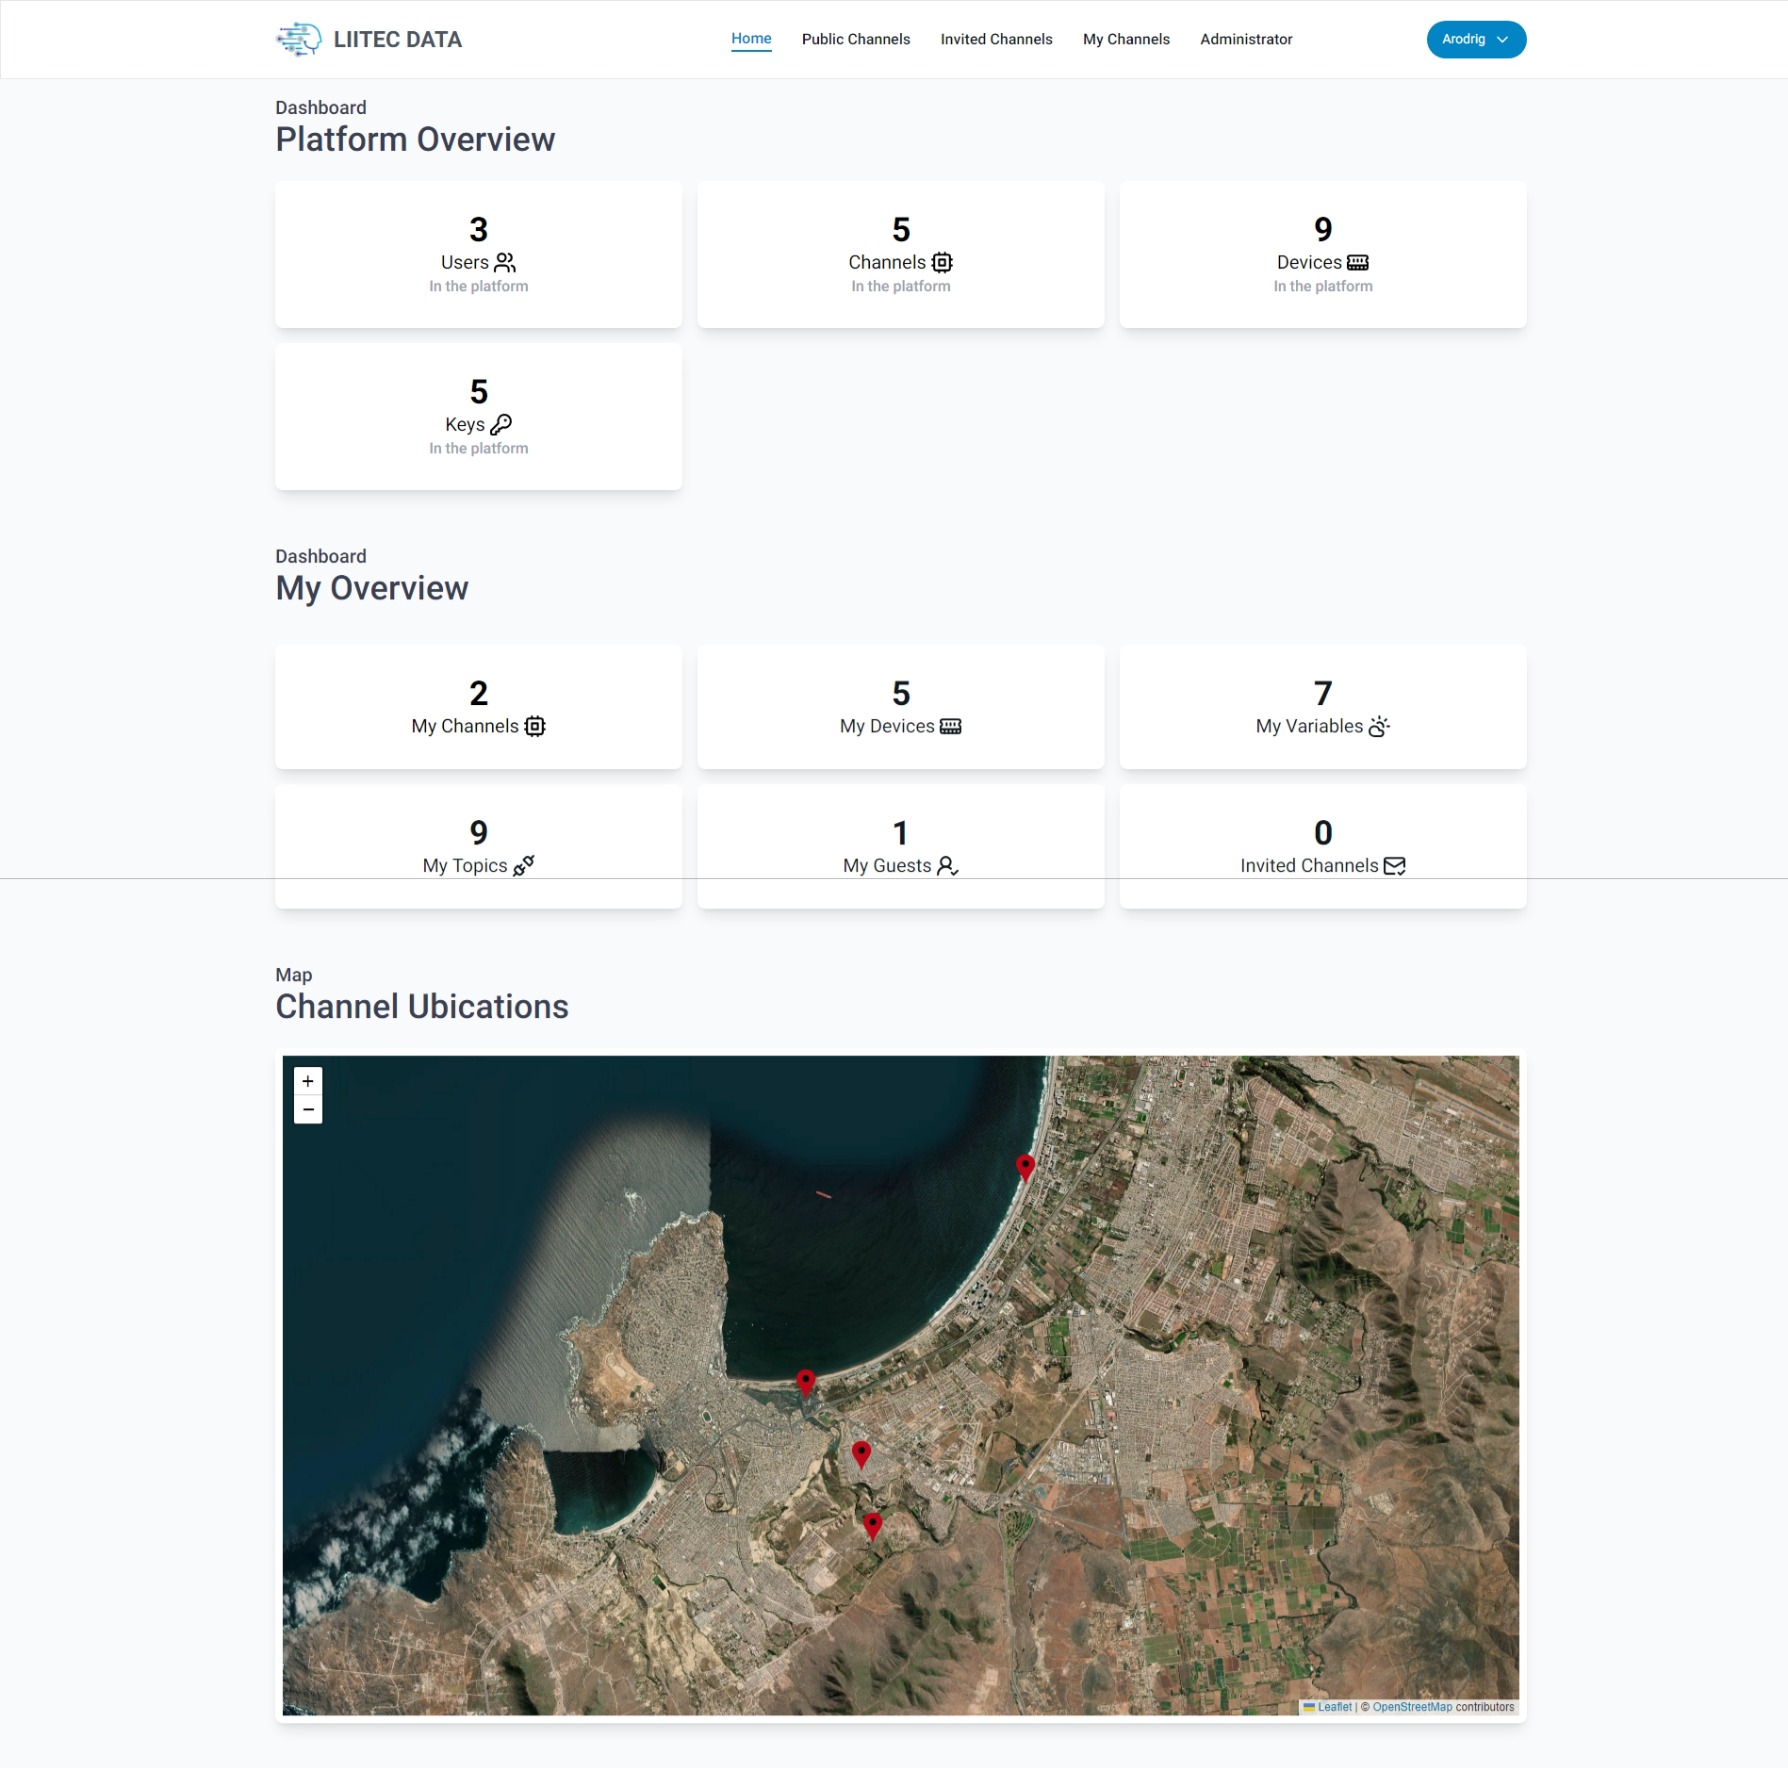 LIITEC DATA
Home
Public Channels
Invited Channels
My Channels
Administrator
Arodrig
Dashboard
Platform Overview
3
Users
In the platform
5
Channels
In the platform
9
Devices
In the platform
5
Keys
In the platform
Dashboard
My Overview
2
My Channels
5
My Devices
7
My Variables
9
My Topics
1
My Guests
0
Invited Channels
Map
Channel Ubications
+
−
Leaflet | © OpenStreetMap contributors